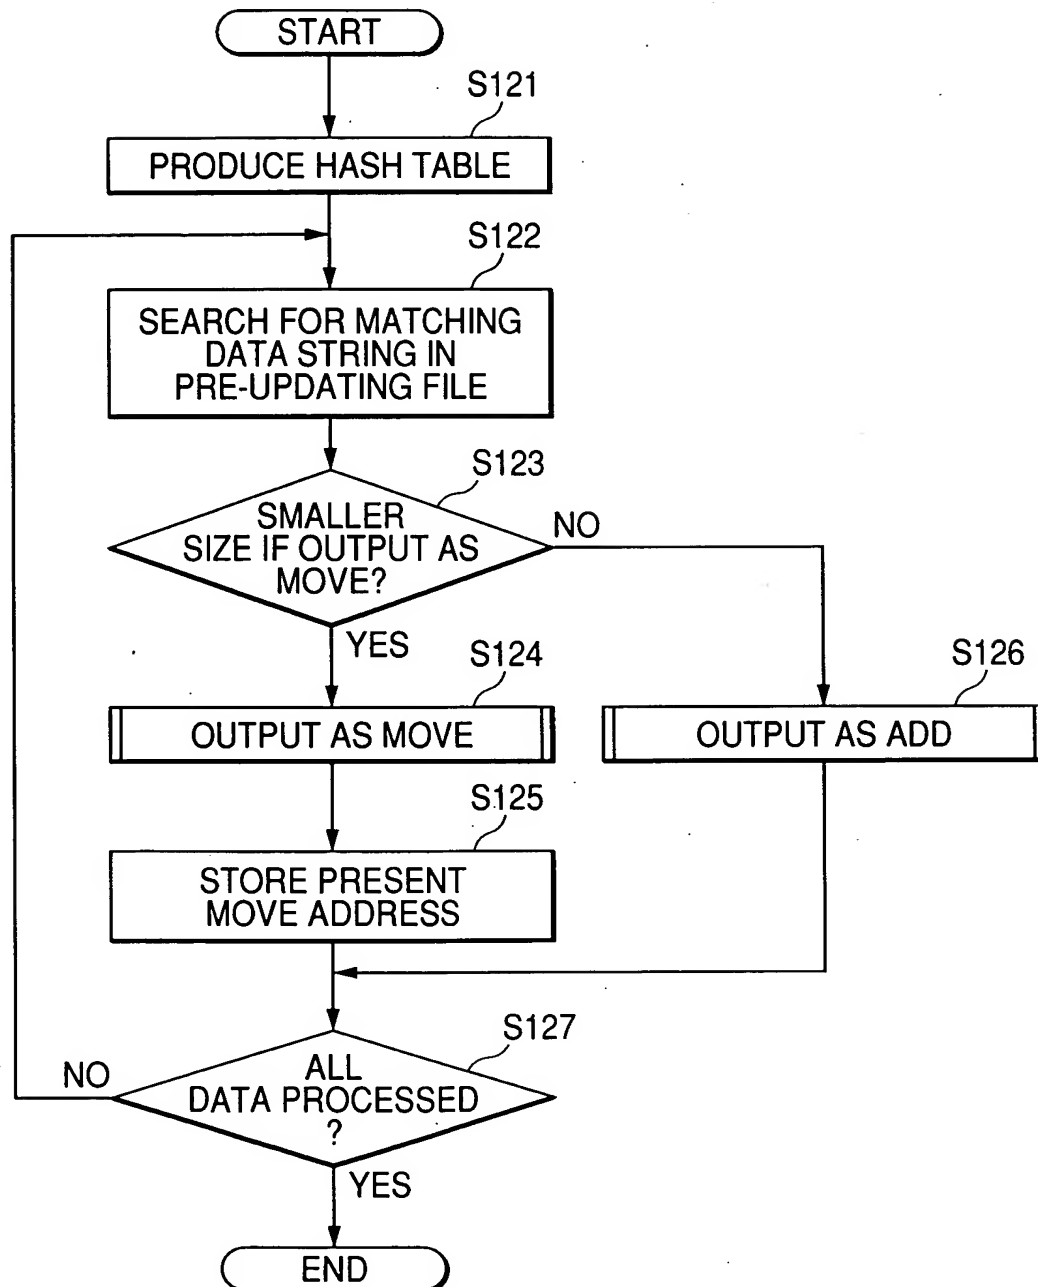 START
S121
PRODUCE HASH TABLE
S122
SEARCH FOR MATCHING
DATA STRING IN
PRE-UPDATING FILE
S123
SMALLER
SIZE IF OUTPUT AS
MOVE?
NO
YES
S124
OUTPUT AS MOVE
S126
OUTPUT AS ADD
S125
STORE PRESENT
MOVE ADDRESS
S127
ALL
DATA PROCESSED
?
NO
YES
END